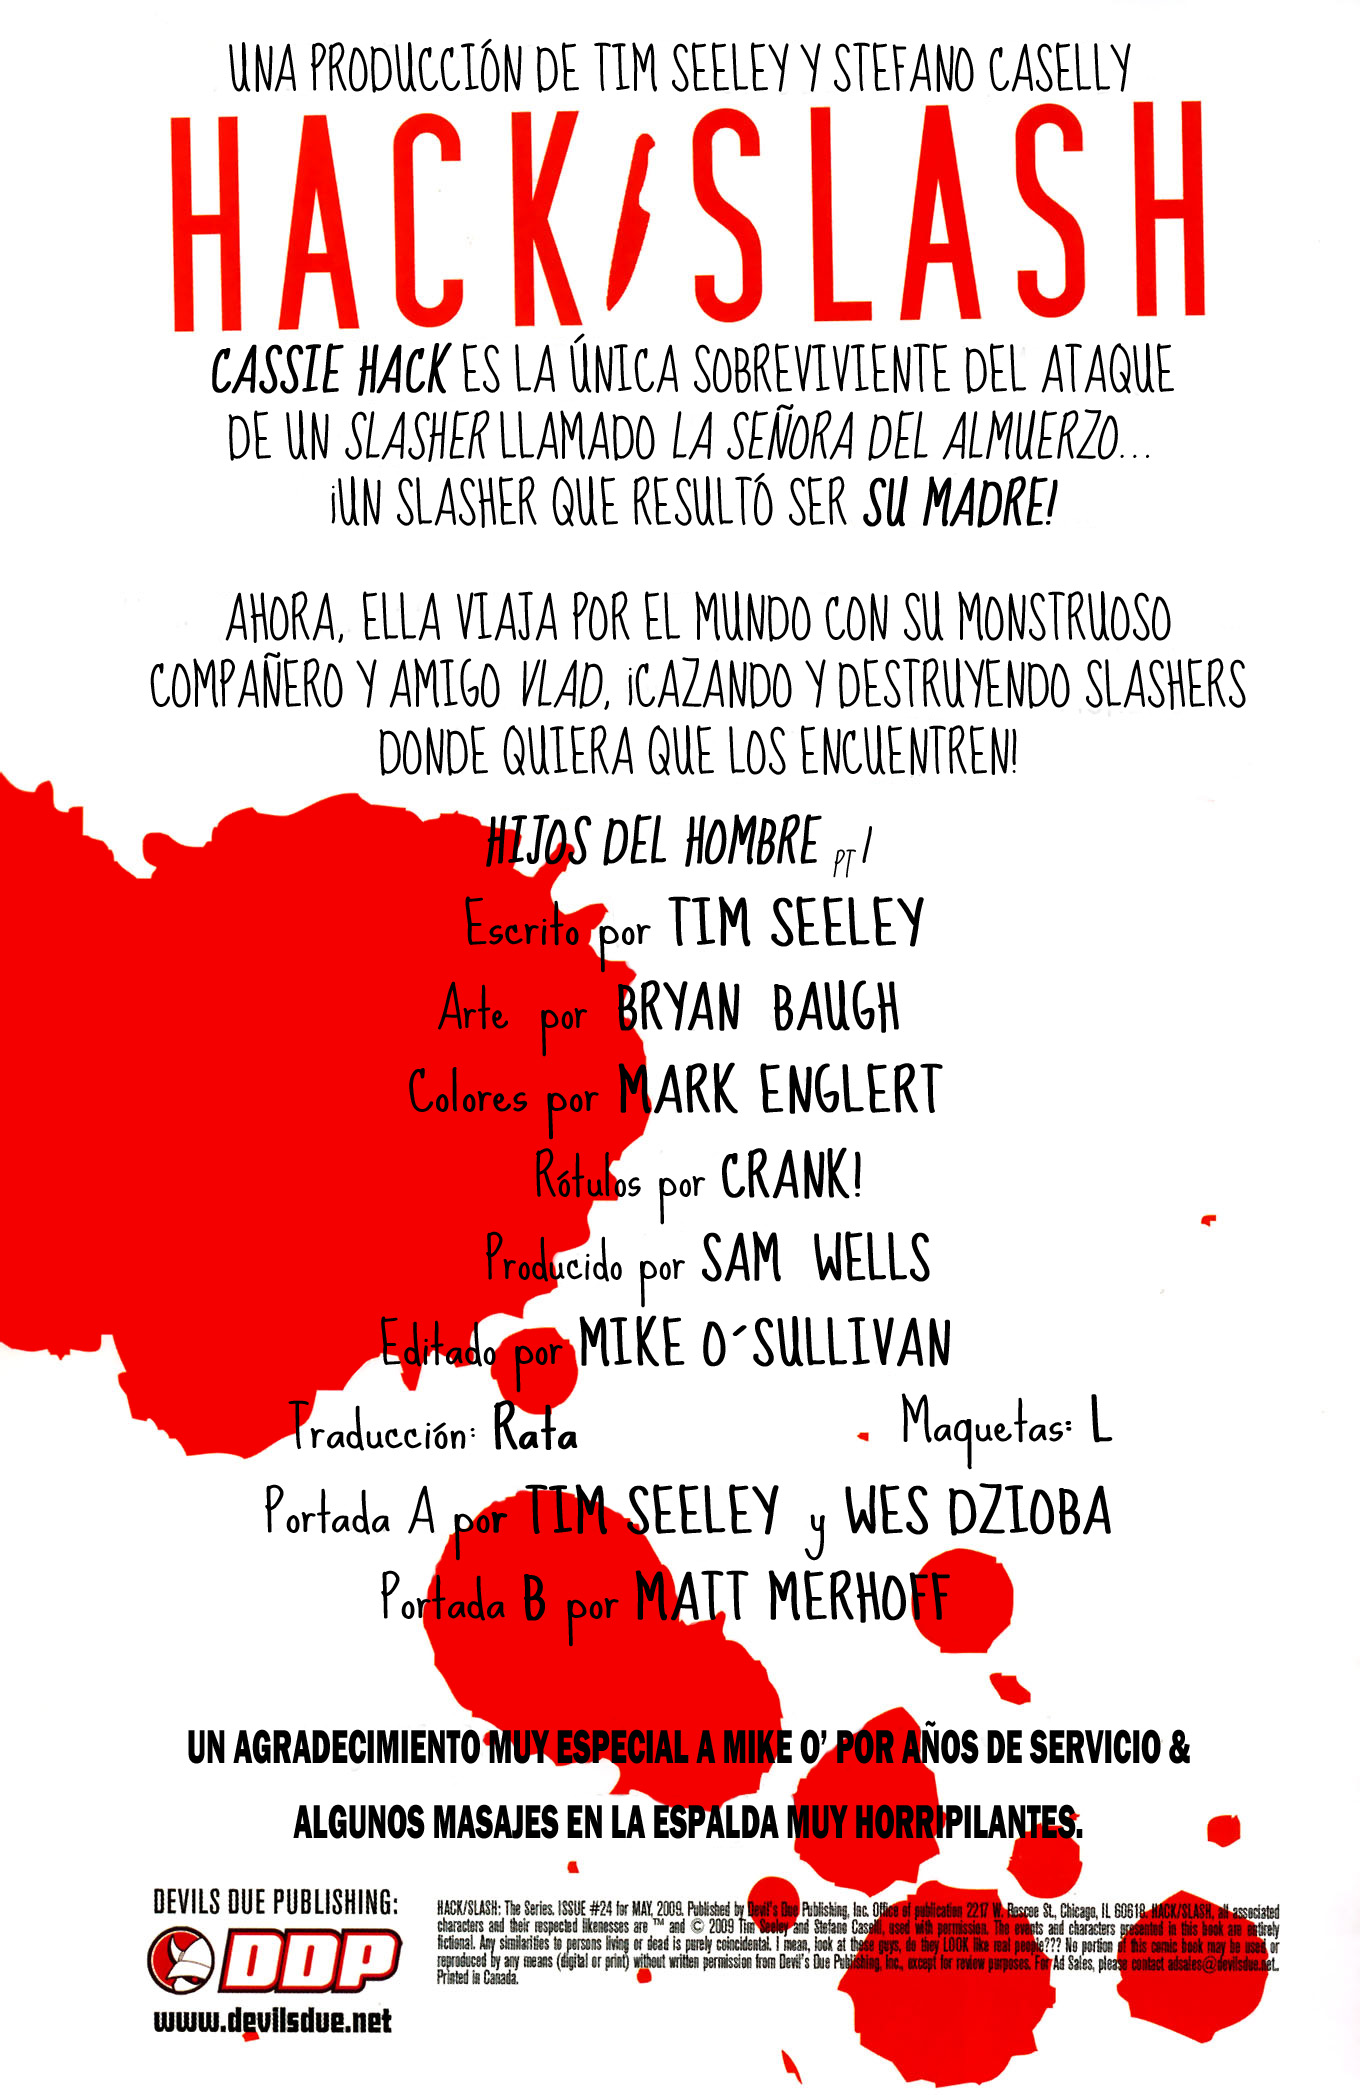 UNA PRODUCCIÓN DE TIM SEELEY Y STEFANO CASELLY
HACK/SLASH
CASSIE HACK ES LA ÚNICA SOBREVIVIENTE DEL ATAQUE
DE UN SLASHER LLAMADO LA SEÑORA DEL ALMUERZO...
¡UN SLASHER QUE RESULTÓ SER SU MADRE!
AHORA, ELLA VIAJA POR EL MUNDO CON SU MONSTRUOSO
COMPAÑERO Y AMIGO VLAD, ¡CAZANDO Y DESTRUYENDO SLASHERS
DONDE QUIERA QUE LOS ENCUENTREN!
HIJOS DEL HOMBRE PT 1
Escrito por TIM SEELEY
Arte por BRYAN BAUGH
Colores por MARK ENGLERT
Rótulos por CRANK!
Producido por SAM WELLS
Editado por MIKE O´SULLIVAN
Traducción: Rata Maquetas: L
Portada A por TIM SEELEY y WES DZIOBA
Portada B por MATT MERHOFF
UN AGRADECIMIENTO MUY ESPECIAL A MIKE O’ POR AÑOS DE SERVICIO &
ALGUNOS MASAJES EN LA ESPALDA MUY HORRIPILANTES.
DEVILS DUE PUBLISHING:
DDP
www.devilsdue.net
HACK/SLASH: The Series. ISSUE #24 for MAY, 2009. Published by Devil's Due Publishing, Inc. Office of publication 2217 W. Roscoe St., Chicago, IL 60618. HACK/SLASH, all associated
characters and their respected likenesses are ™ and © 2009 Tim Seeley and Stefano Caselli, used with permission. The events and characters presented in this book are entirely
fictional. Any similarities to persons living or dead is purely coincidental. I mean, look at these guys, do they LOOK like real people??? No portion of this comic book may be used or
reproduced by any means (digital or print) without written permission from Devil's Due Publishing, Inc., except for review purposes. For Ad Sales, please contact adsales@devilsdue.net.
Printed in Canada.